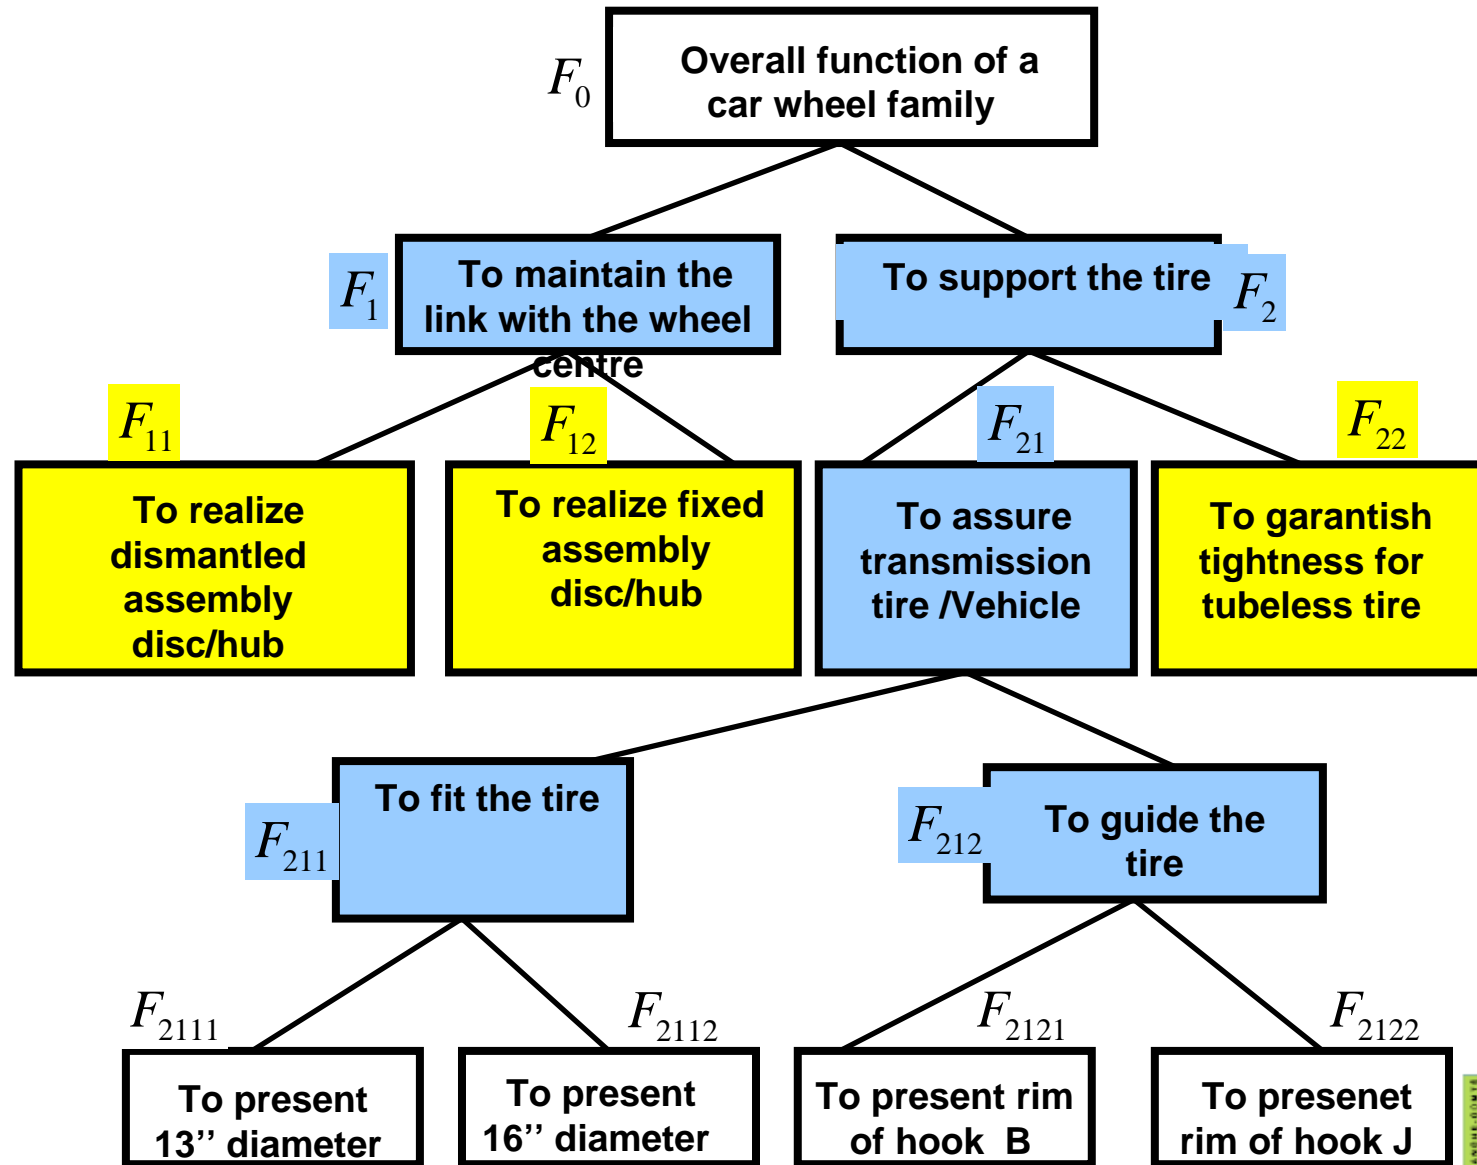 F0
Overall function of a
car wheel family
F1
To maintain the
link with the wheel
centre
To support the tire
F2
F11
F12
F21
F22
To realize
dismantled
assembly
disc/hub
To realize fixed
assembly
disc/hub
To assure
transmission
tire /Vehicle
To garantish
tightness for
tubeless tire
F211
To fit the tire
F212
To guide the
tire
F2111
F2112
F2121
F2122
To present
13’’ diameter
To present
16’’ diameter
To present rim
of hook B
To presenet
rim of hook J